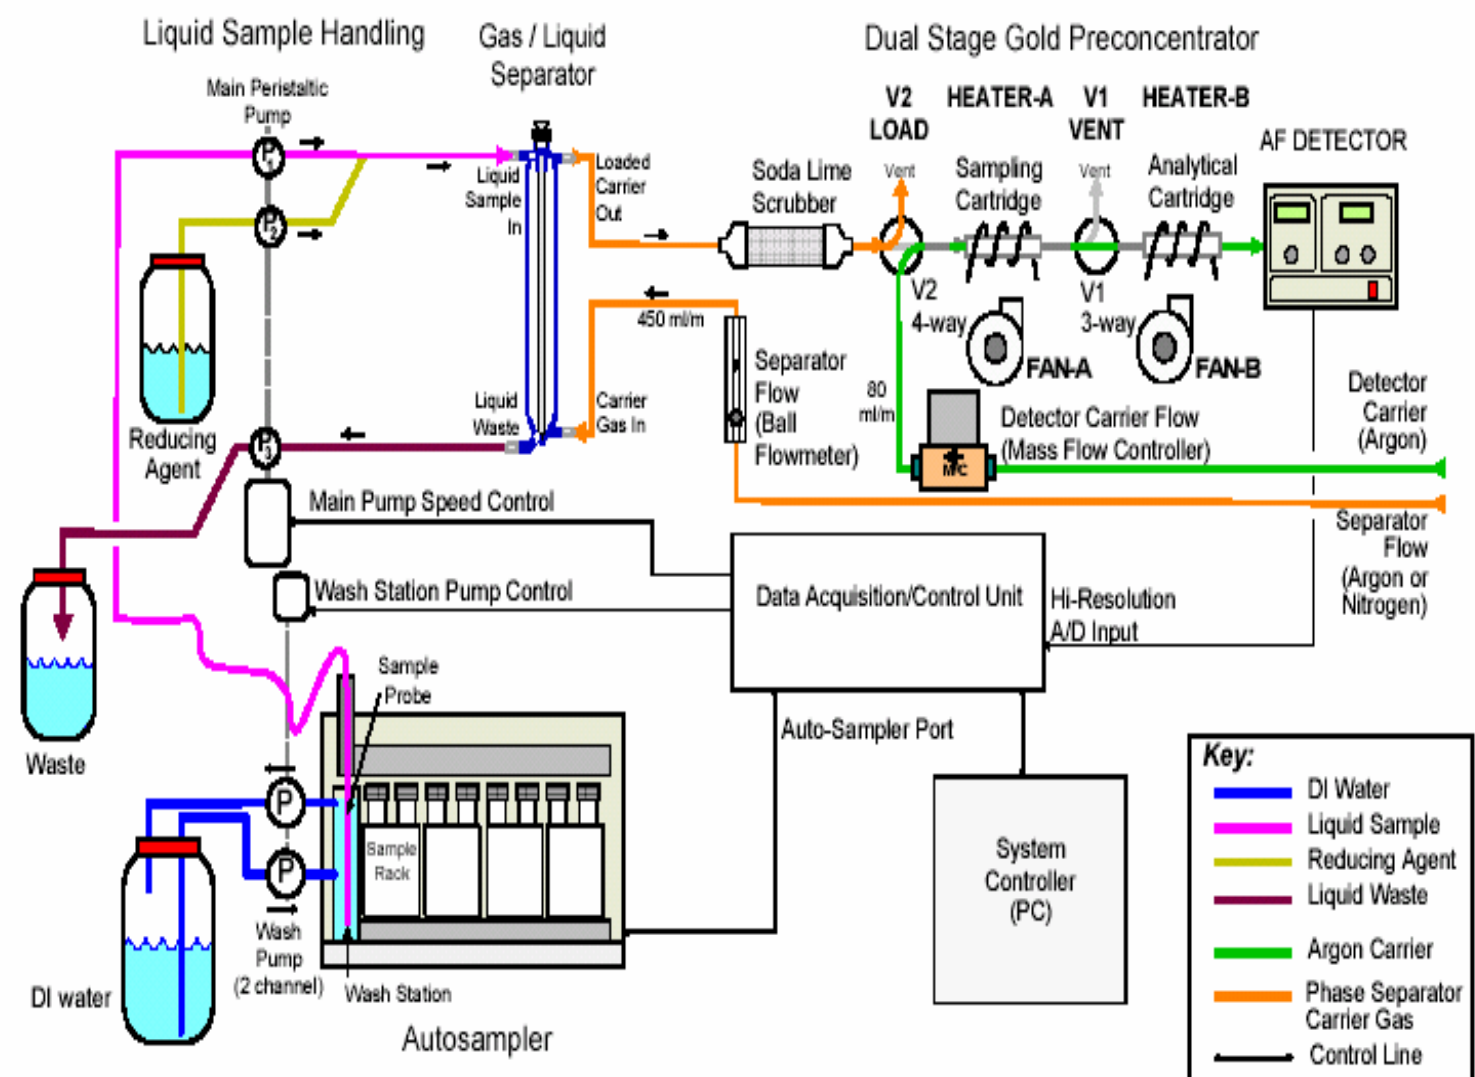 Liquid Sample Handling
Gas / Liquid
Separator
Dual Stage Gold Preconcentrator
Main Peristaltic
Pump
V2
LOAD
HEATER-A
V1
VENT
HEATER-B
AF DETECTOR
P1
P2
P3
Liquid
Sample
In
Loaded
Carrier
Out
Soda Lime
Scrubber
Vent
Sampling
Cartridge
Vent
Analytical
Cartridge
V2
4-way
V1
3-way
FAN-A
FAN-B
450 ml/m
Separator
Flow
(Ball
Flowmeter)
80
ml/m
Detector Carrier Flow
(Mass Flow Controller)
Detector
Carrier
(Argon)
Liquid
Waste
Carrier
Gas In
Reducing
Agent
Main Pump Speed Control
Wash Station Pump Control
Data Acquisition/Control Unit
Hi-Resolution
A/D Input
Separator
Flow
(Argon or
Nitrogen)
Waste
Sample
Probe
Auto-Sampler Port
P
P
Sample
Rack
Wash
Pump
(2 channel)
Wash Station
DI water
Autosampler
System
Controller
(PC)
Key:
DI Water
Liquid Sample
Reducing Agent
Liquid Waste
Argon Carrier
Phase Separator
Carrier Gas
Control Line